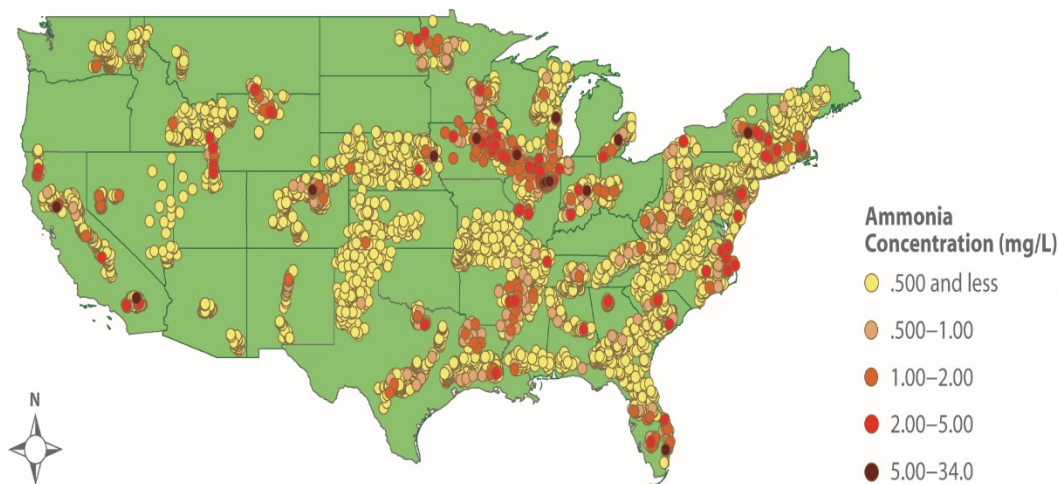 Ammonia
Concentration (mg/L)
.500 and less
.500–1.00
1.00–2.00
2.00–5.00
5.00–34.0
N